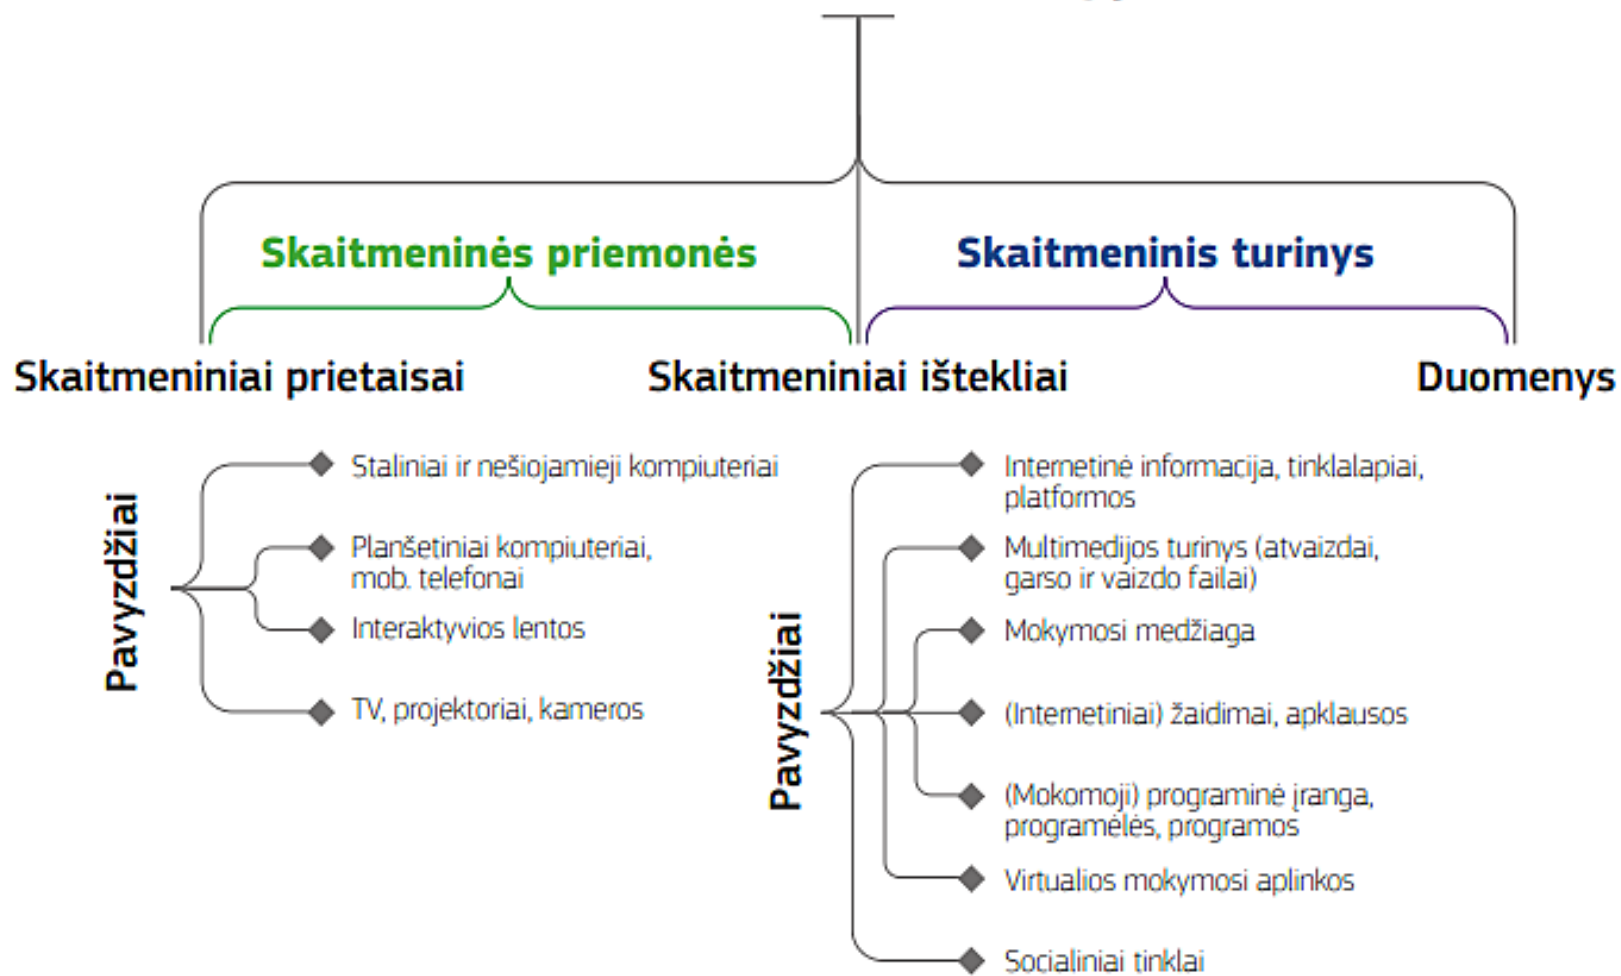 Skaitmeninės priemonės
Skaitmeninis turinys
Skaitmeniniai prietaisai
Skaitmeniniai ištekliai
Duomenys
Pavyzdžiai
Staliniai ir nešiojamieji kompiuteriai
Planšetiniai kompiuteriai,
mob. telefonai
Interaktyvios lentos
TV, projektoriai, kameros
Pavyzdžiai
Internetinė informacija, tinklalapiai,
platformos
Multimedijos turinys (atvaizdai,
garso ir vaizdo failai)
Mokymosi medžiaga
(Internetiniai) žaidimai, apklausos
(Mokomoji) programinė įranga,
programėlės, programos
Virtualios mokymosi aplinkos
Socialiniai tinklai